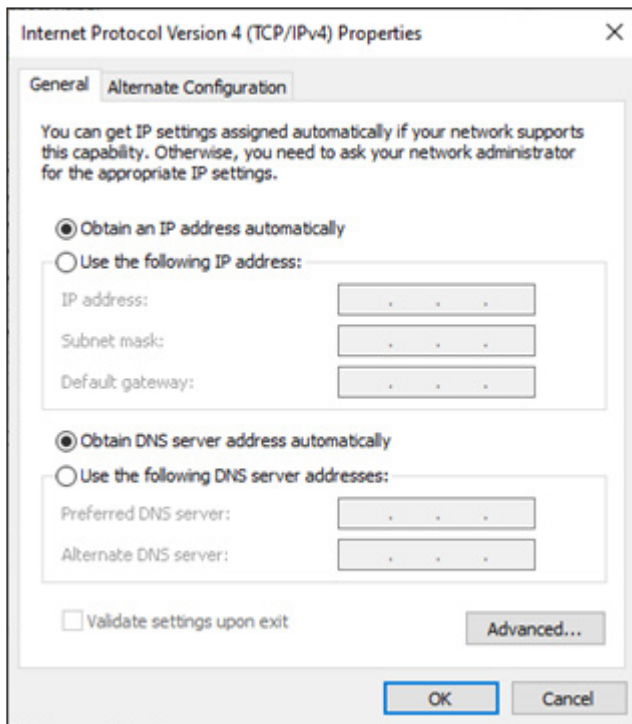 Internet Protocol Version 4 (TCP/IPv4) Properties
General
Alternate Configuration
You can get IP settings assigned automatically if your network supports
this capability. Otherwise, you need to ask your network administrator
for the appropriate IP settings.
Obtain an IP address automatically
Use the following IP address:
IP address:
Subnet mask:
Default gateway:
Obtain DNS server address automatically
Use the following DNS server addresses:
Preferred DNS server:
Alternate DNS server:
Validate settings upon exit
Advanced...
OK
Cancel